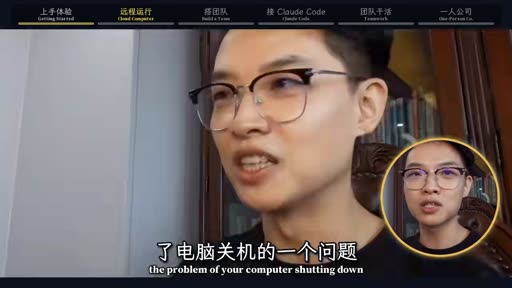 上手体验
Getting Started
远程运行
Cloud Computer
搭团队
Build a Team
接 Claude Code
Claude Code
团队干活
Teamwork
一人公司
One-Person Co.
了电脑关机的一个问题
the problem of your computer shutting down